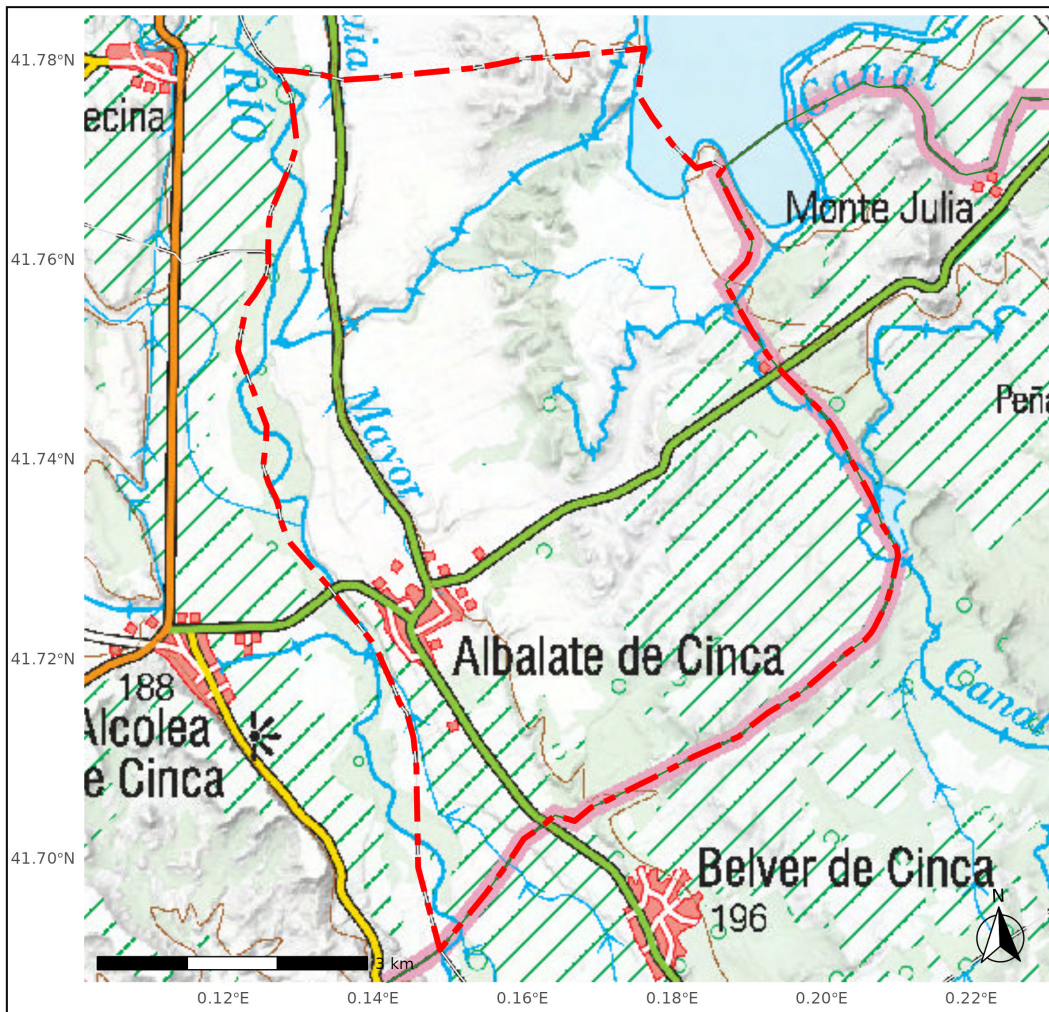 41.78°N
41.76°N
41.74°N
41.72°N
41.70°N
ecina
Río
Mayor
Canal
Monte Julia
Peña
Albalate de Cinca
188
Alcolea
e Cinca
Canal
Belver de Cinca
196
N
3 km
0.12°E
0.14°E
0.16°E
0.18°E
0.20°E
0.22°E